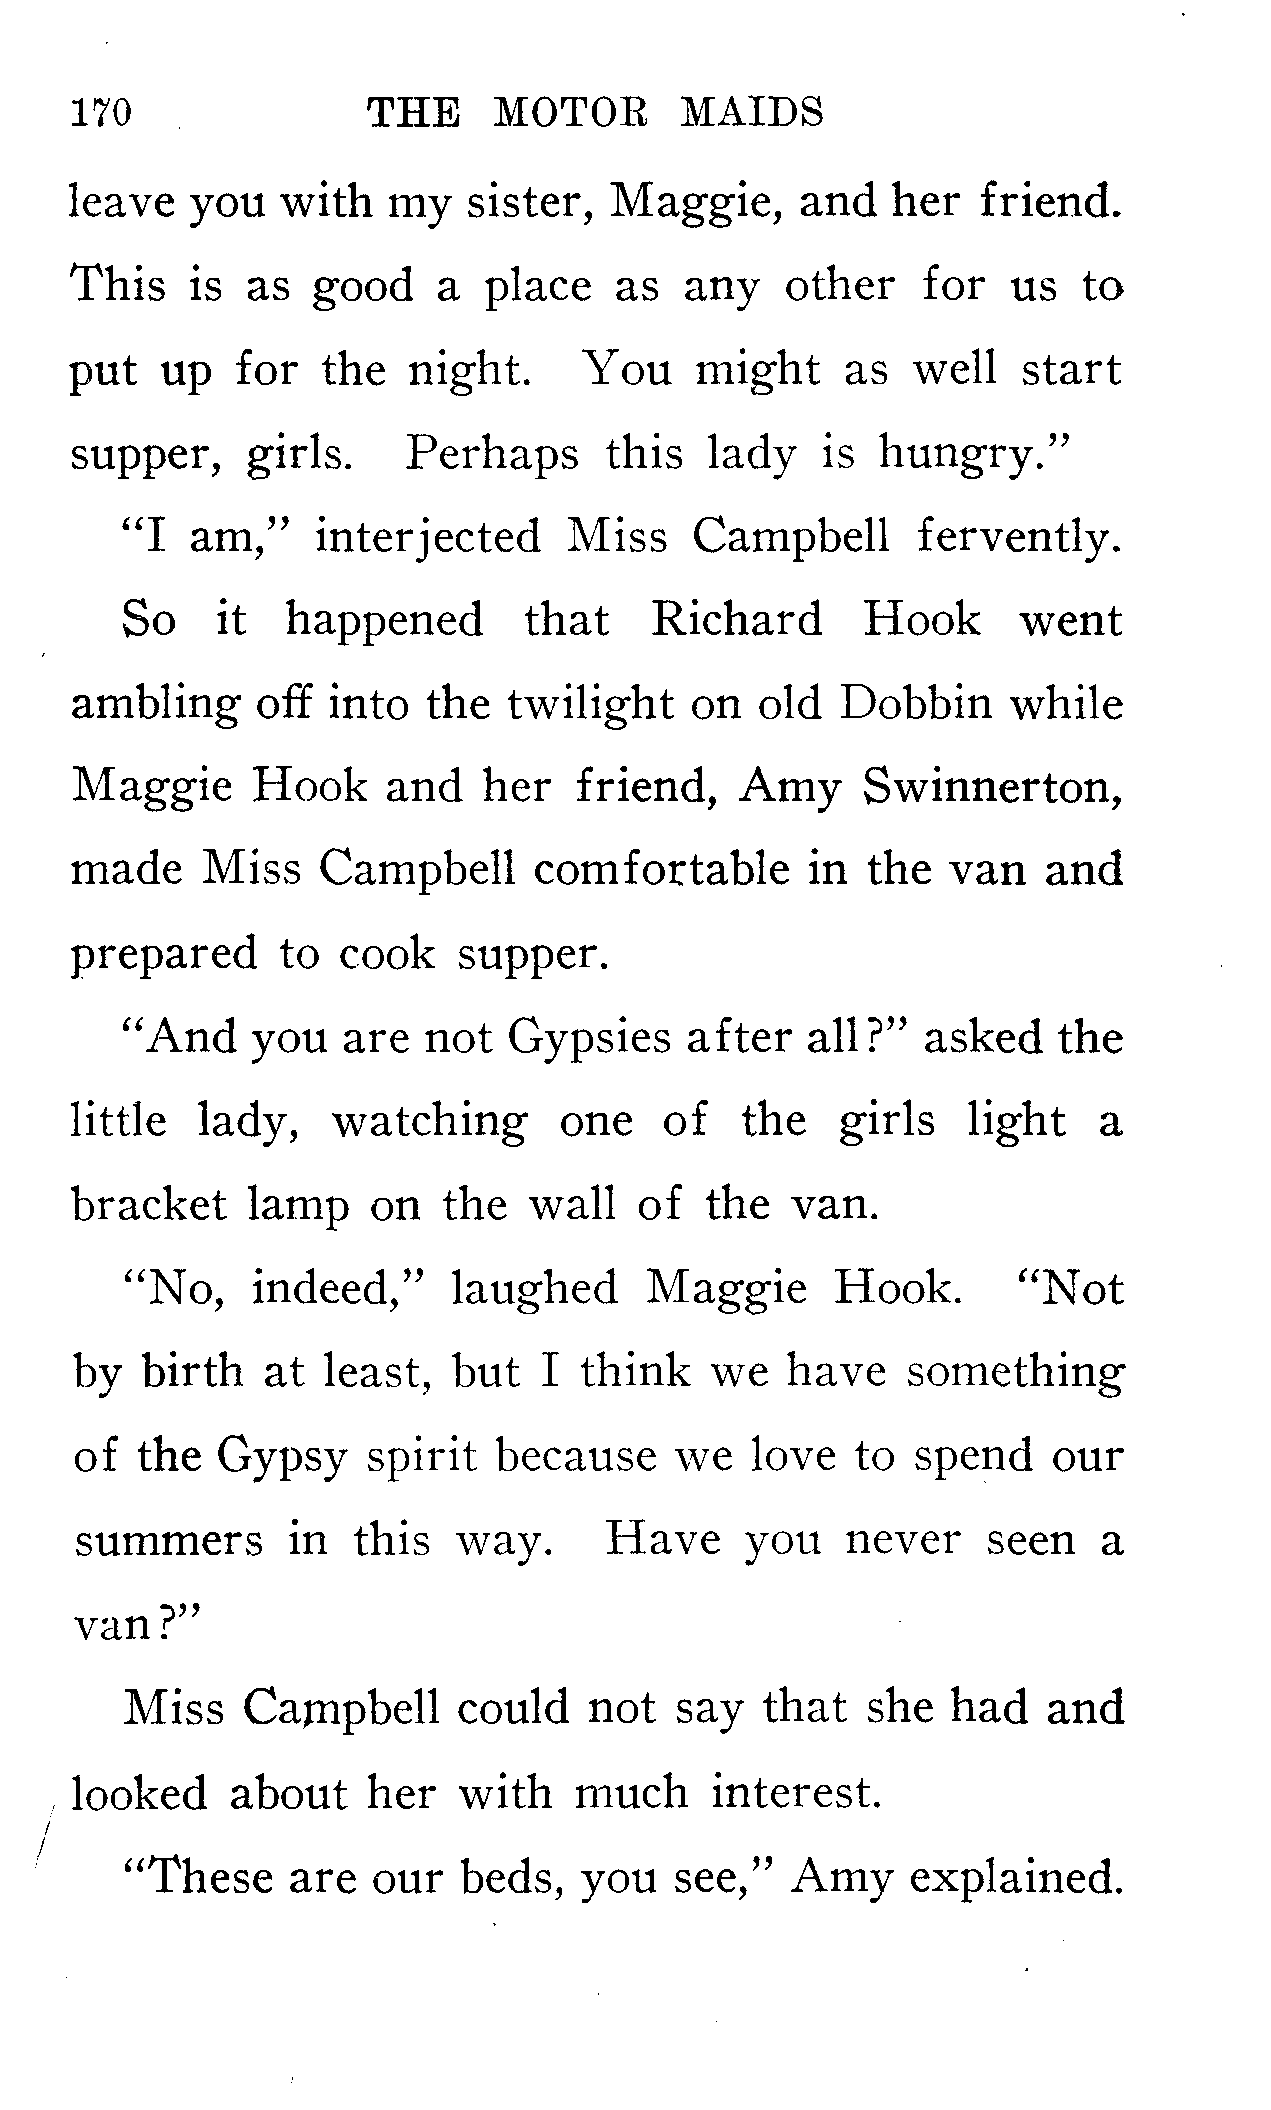 170 THE MOTOR MAIDS
leave you with my sister, Maggie, and her friend.
This is as good a place as any other for us to
put up for the night. You might as well start
supper, girls. Perhaps this lady is hungry.”
“I am,” interjected Miss Campbell fervently.
So it happened that Richard Hook went
ambling off into the twilight on old Dobbin while
Maggie Hook and her friend, Amy Swinnerton,
made Miss Campbell comfortable in the van and
prepared to cook supper.
“And you are not Gypsies after all?” asked the
little lady, watching one of the girls light a
bracket lamp on the wall of the van.
“No, indeed,” laughed Maggie Hook. “Not
by birth at least, but I think we have something
of the Gypsy spirit because we love to spend our
summers in this way. Have you never seen a
van?”
Miss Campbell could not say that she had and
looked about her with much interest.
“These are our beds, you see,” Amy explained.